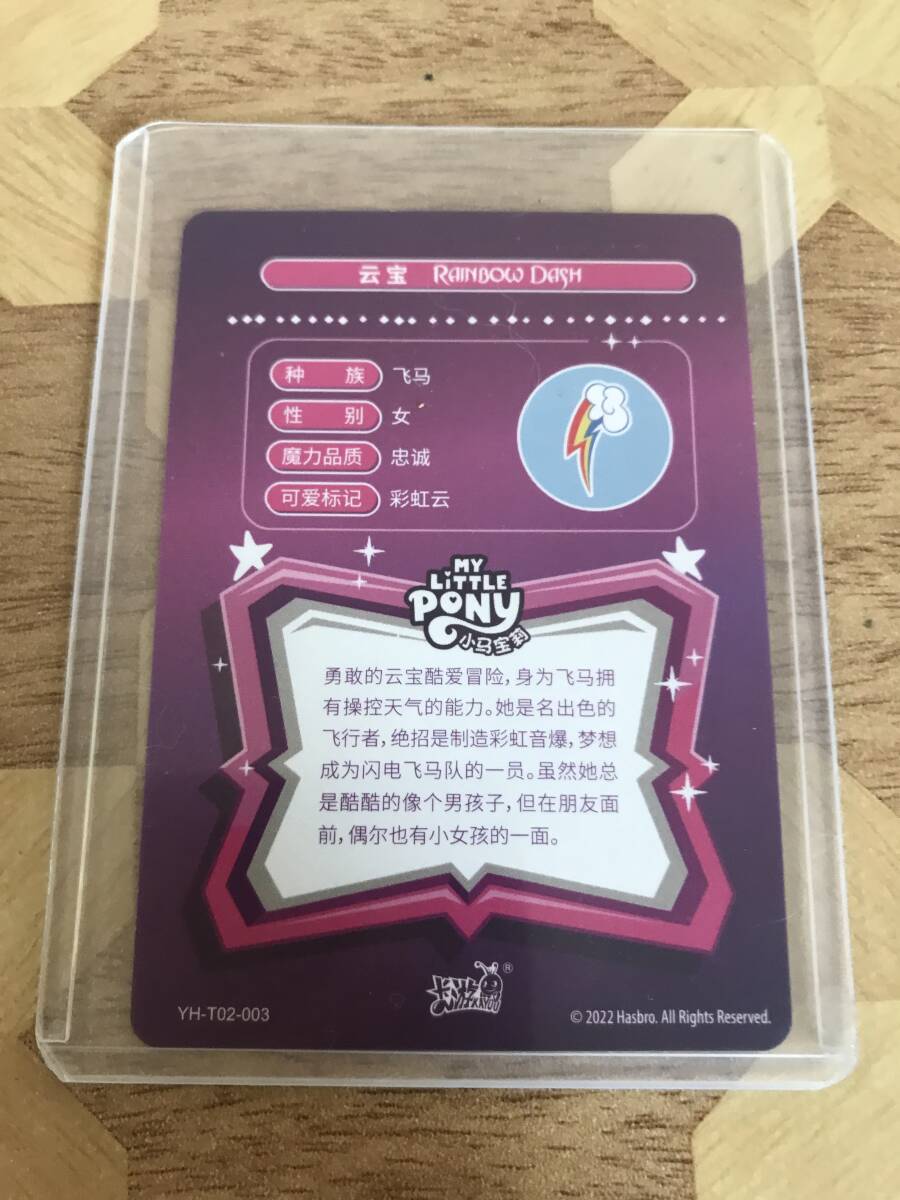 云宝 RAINBOW DASH
种族 飞马
性别 女
魔力品质 忠诚
可爱标记 彩虹云
MY
LITTLE
PONY
小马宝莉
勇敢的云宝酷爱冒险，身为飞马拥
有操控天气的能力。她是名出色的
飞行者，绝招是制造彩虹音爆，梦想
成为闪电飞马队的一员。虽然她总
是酷酷的像个男孩子，但在朋友面
前，偶尔也有小女孩的一面。
卡游 KAYOU ®
YH-T02-003
© 2022 Hasbro. All Rights Reserved.